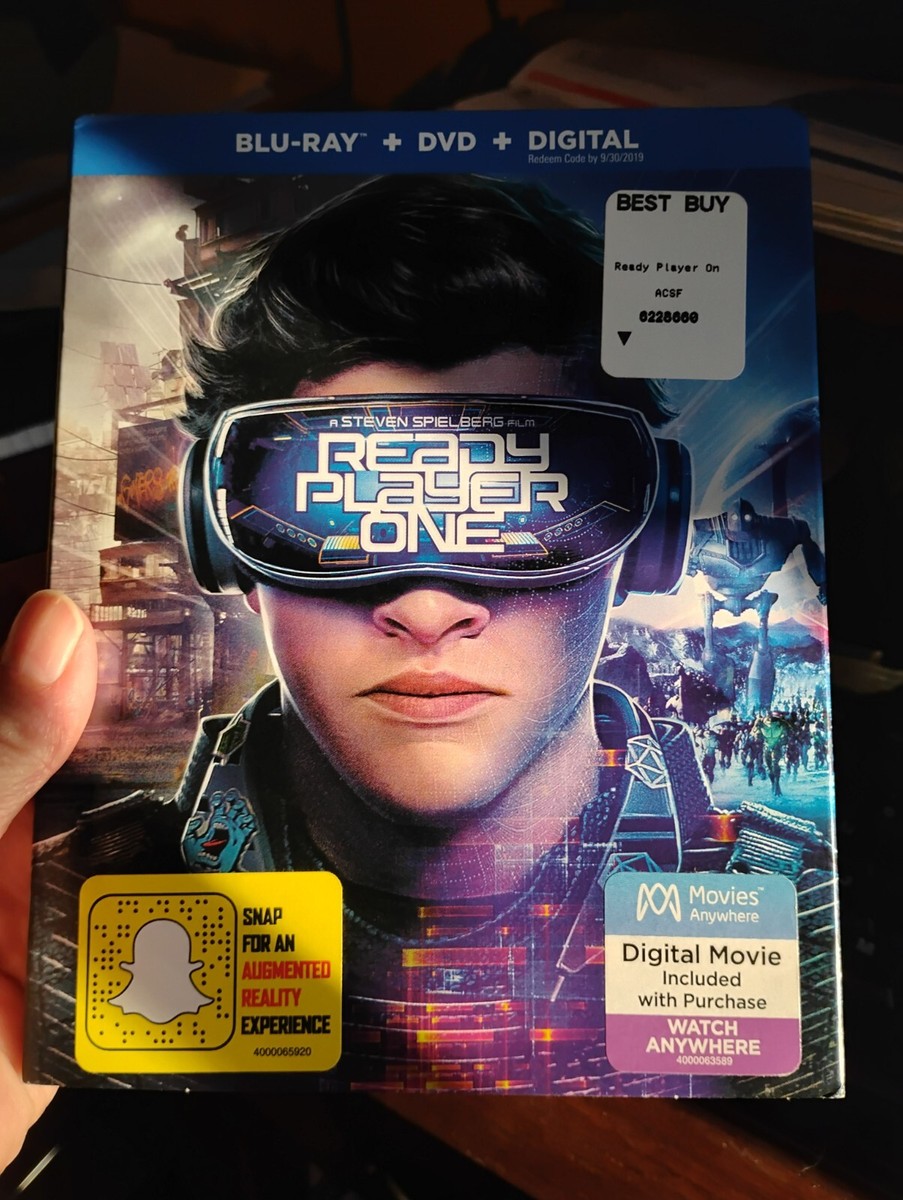 BLU-RAY™ + DVD + DIGITAL
Redeem Code by 9/30/2019
BEST BUY
Ready Player On
ACSF
6228660
A STEVEN SPIELBERG FILM
READY
PLAYER
ONE
SNAP
FOR AN
AUGMENTED
REALITY
EXPERIENCE
4000065920
Movies™
Anywhere
Digital Movie
Included
with Purchase
WATCH
ANYWHERE
4000063589